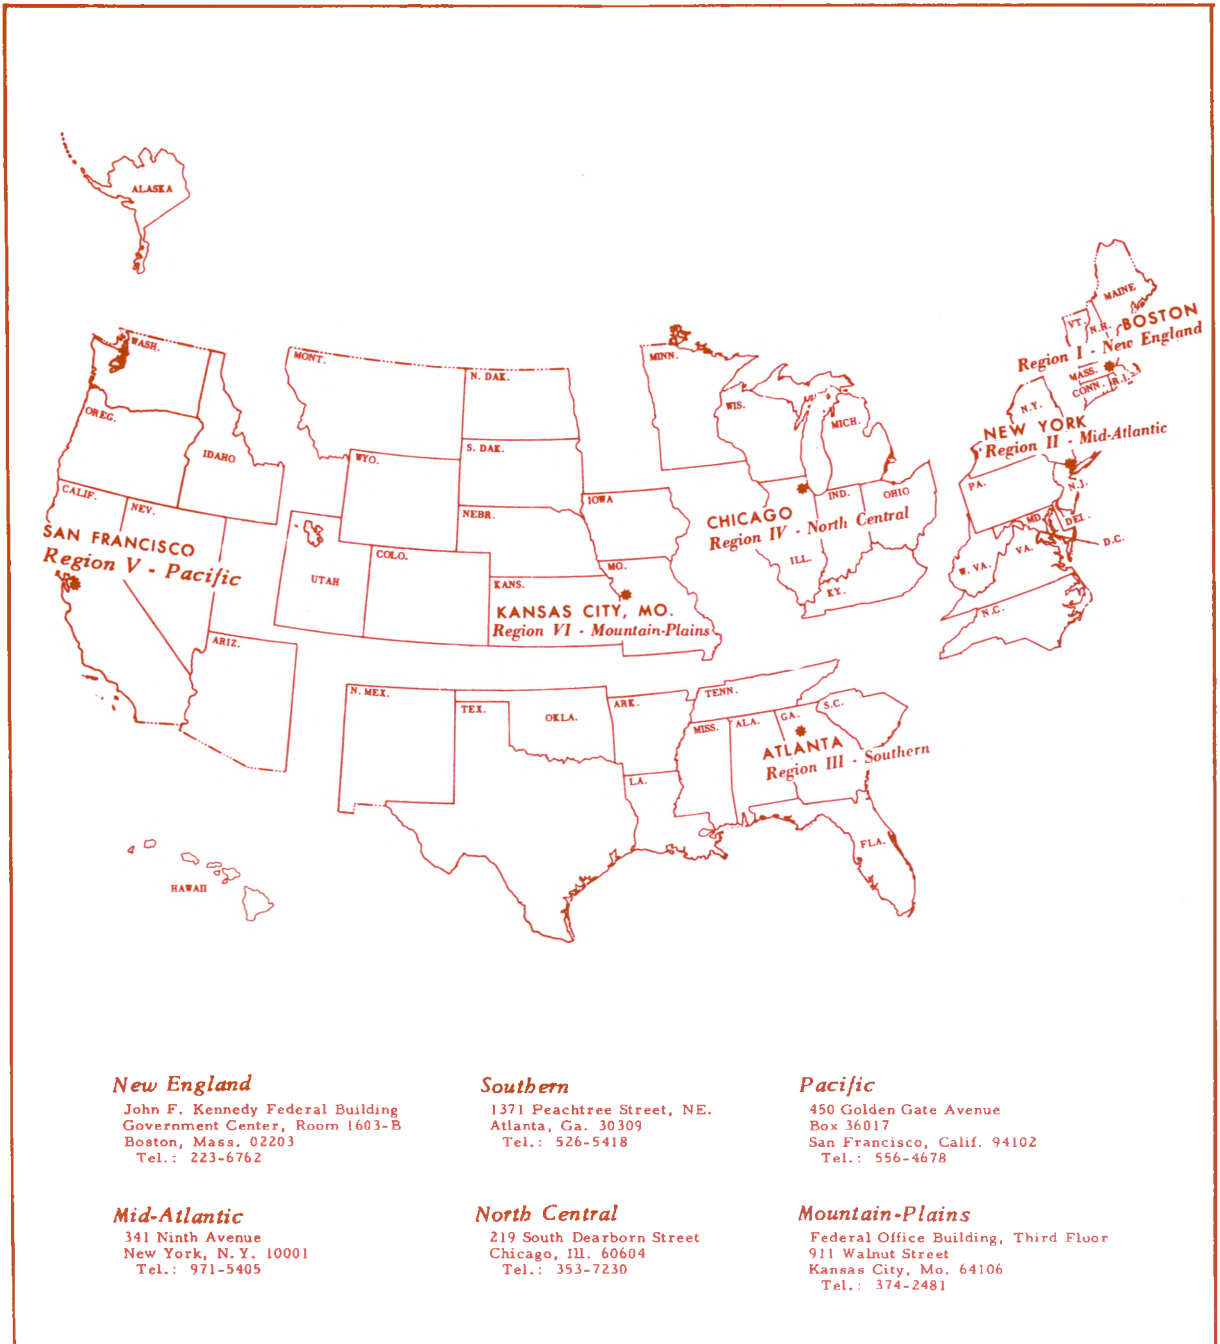 ALASKA
MAINE
VT.
N.H.
BOSTON
Region I - New England
MASS.
CONN.
R.I.
N.Y.
NEW YORK
Region II - Mid-Atlantic
PA.
N.J.
MD.
DEL.
D.C.
VA.
W. VA.
N.C.
WASH.
OREG.
IDAHO
CALIF.
NEV.
SAN FRANCISCO
Region V - Pacific
ARIZ.
MONT.
N. DAK.
S. DAK.
WYO.
NEBR.
UTAH
COLO.
KANS.
MO.
KANSAS CITY, MO.
Region VI - Mountain-Plains
MINN.
WIS.
MICH.
IOWA
IND.
OHIO
CHICAGO
Region IV - North Central
ILL.
KY.
N. MEX.
TEX.
OKLA.
ARK.
LA.
TENN.
MISS.
ALA.
GA.
S.C.
ATLANTA
Region III - Southern
FLA.
HAWAII
New England
John F. Kennedy Federal Building
Government Center, Room 1603-B
Boston, Mass. 02203
Tel.: 223-6762
Southern
1371 Peachtree Street, NE.
Atlanta, Ga. 30309
Tel.: 526-5418
Pacific
450 Golden Gate Avenue
Box 36017
San Francisco, Calif. 94102
Tel.: 556-4678
Mid-Atlantic
341 Ninth Avenue
New York, N.Y. 10001
Tel.: 971-5405
North Central
219 South Dearborn Street
Chicago, Ill. 60604
Tel.: 353-7230
Mountain-Plains
Federal Office Building, Third Floor
911 Walnut Street
Kansas City, Mo. 64106
Tel.: 374-2481